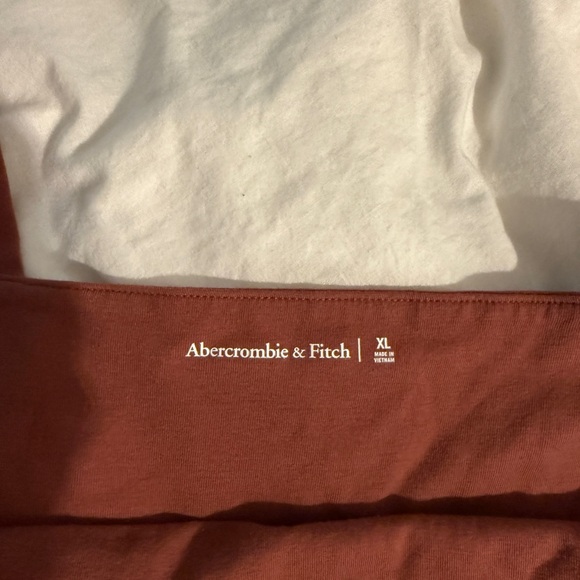 Abercrombie & Fitch | XL
MADE IN
VIETNAM